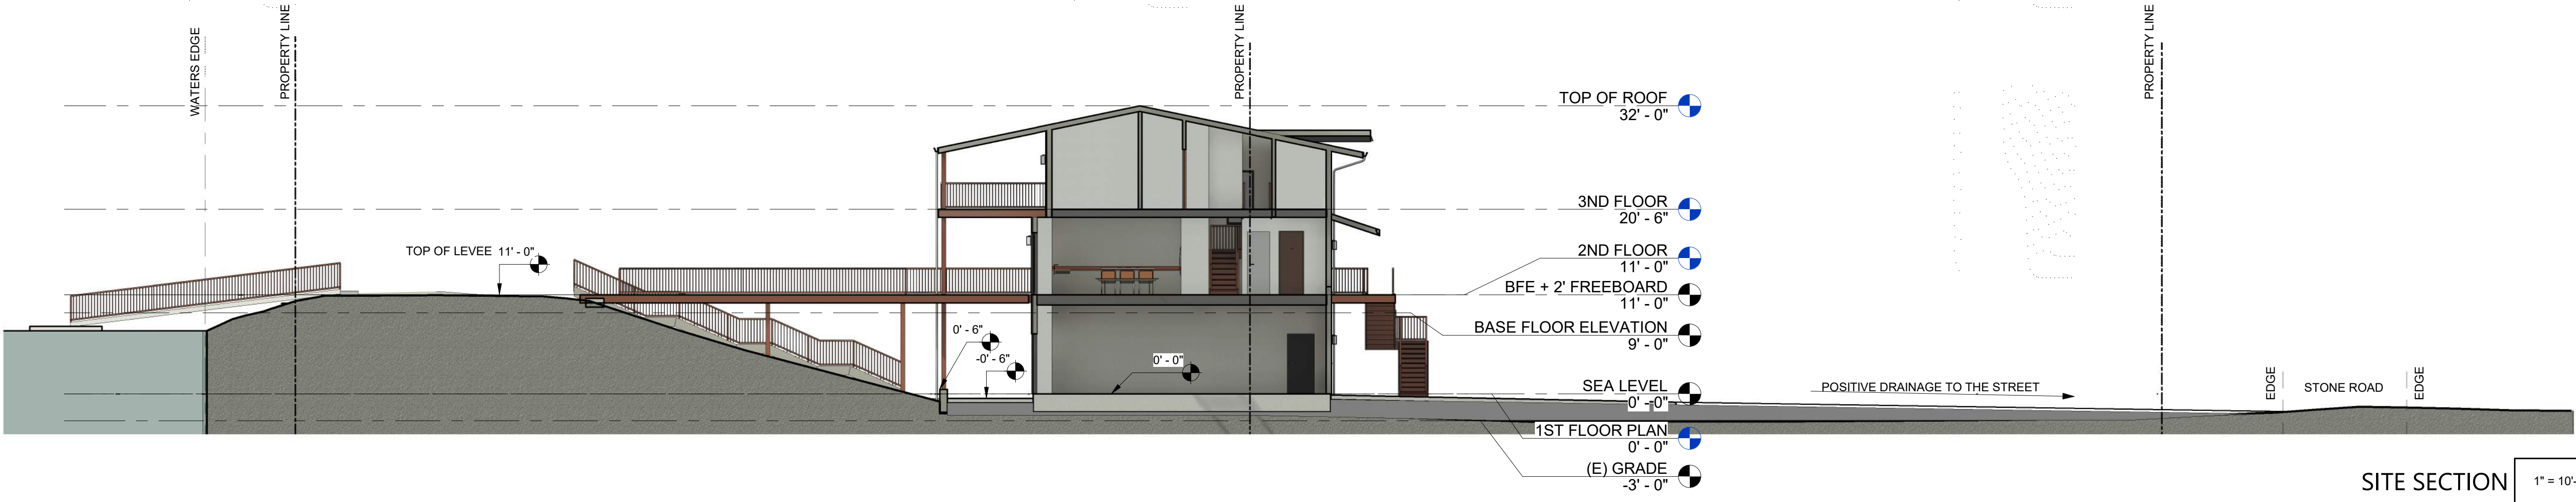 WATERS EDGE
PROPERTY LINE
PROPERTY LINE
PROPERTY LINE
TOP OF ROOF
32' - 0"
3ND FLOOR
20' - 6"
TOP OF LEVEE 11' - 0"
2ND FLOOR
11' - 0"
BFE + 2' FREEBOARD
11' - 0"
BASE FLOOR ELEVATION
9' - 0"
0' - 6"
-0' - 6"
0' - 0"
SEA LEVEL
0' - 0"
POSITIVE DRAINAGE TO THE STREET
EDGE
STONE ROAD
EDGE
1ST FLOOR PLAN
0' - 0"
(E) GRADE
-3' - 0"
SITE SECTION
1" = 10'-